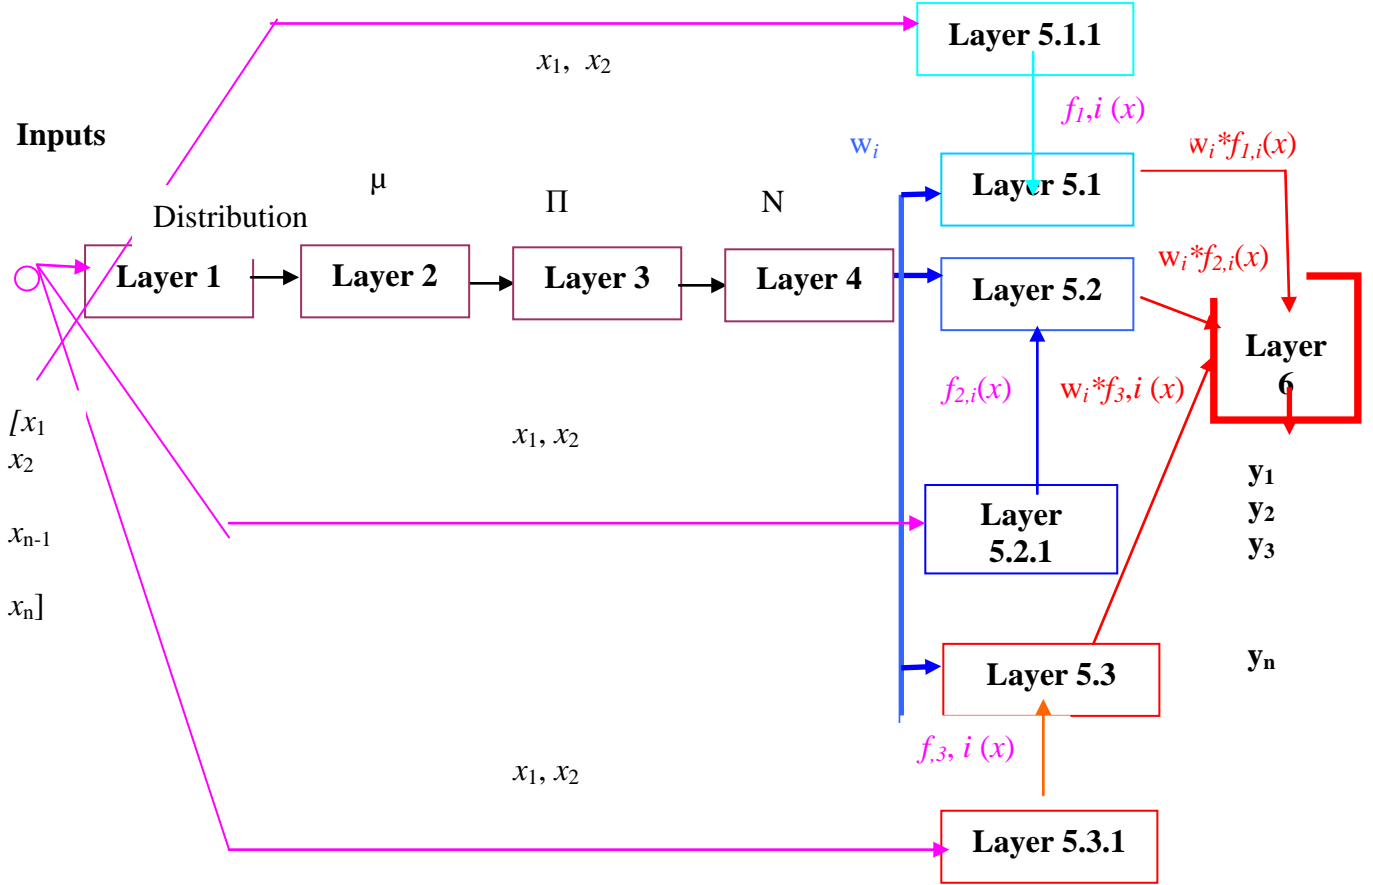 Layer 5.1.1
x₁, x₂
f₁,i (x)
Inputs
wᵢ
wᵢ*f₁,ᵢ(x)
μ
Π
N
Layer 5.1
Distribution
wᵢ*f₂,ᵢ(x)
Layer 1
Layer 2
Layer 3
Layer 4
Layer 5.2
Layer
6
f₂,ᵢ(x)
wᵢ*f₃,i (x)
[x₁
x₂
xₙ₋₁
xₙ]
x₁, x₂
Layer
5.2.1
y₁
y₂
y₃
yₙ
Layer 5.3
f,₃, i (x)
x₁, x₂
Layer 5.3.1